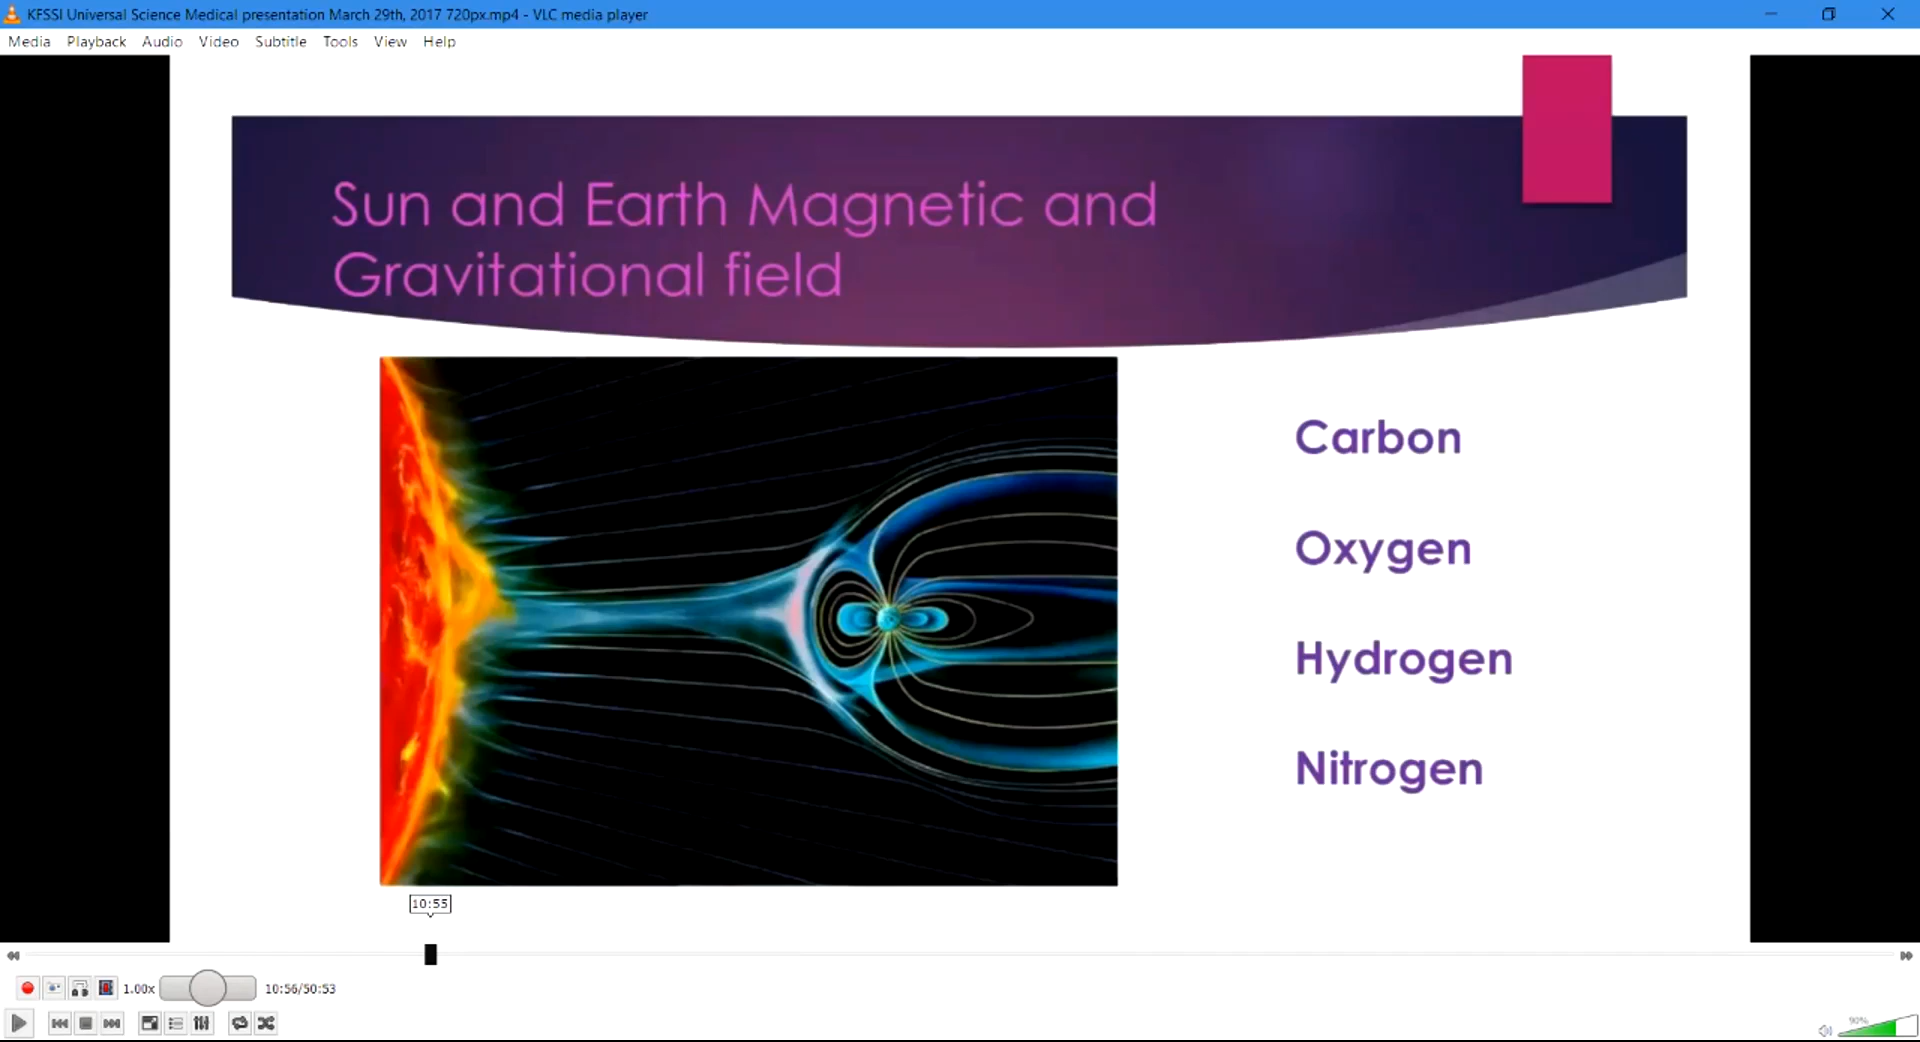 KFSSI Universal Science Medical presentation March 29th, 2017 720px.mp4 - VLC media player
Media Playback Audio Video Subtitle Tools View Help
Sun and Earth Magnetic and
Gravitational field
Carbon
Oxygen
Hydrogen
Nitrogen
10:55
1.00x 10:56/50:53
90%